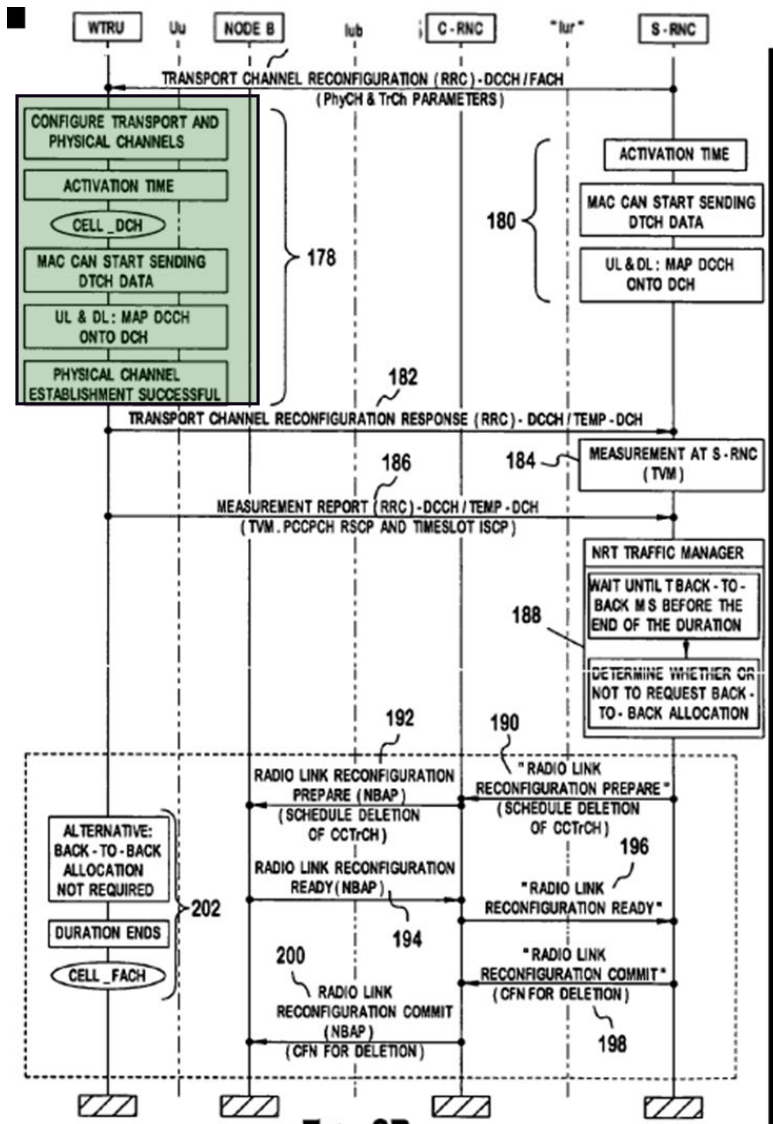 WTRU Uu NODE B Iub C-RNC "Iur" S-RNC
TRANSPORT CHANNEL RECONFIGURATION (RRC)-DCCH/FACH
(PhyCH & TrCh PARAMETERS)
CONFIGURE TRANSPORT AND
PHYSICAL CHANNELS
ACTIVATION TIME
CELL_DCH
MAC CAN START SENDING
DTCH DATA
UL & DL: MAP DCCH
ONTO DCH
PHYSICAL CHANNEL
ESTABLISHMENT SUCCESSFUL
178
180
ACTIVATION TIME
MAC CAN START SENDING
DTCH DATA
UL & DL: MAP DCCH
ONTO DCH
182
TRANSPORT CHANNEL RECONFIGURATION RESPONSE (RRC)-DCCH/TEMP-DCH
184
MEASUREMENT AT S-RNC
(TVM)
186
MEASUREMENT REPORT (RRC)-DCCH/TEMP-DCH
(TVM.PCCPCH RSCP AND TIMESLOT ISCP)
NRT TRAFFIC MANAGER
188
WAIT UNTIL TBACK-TO-
BACK MS BEFORE THE
END OF THE DURATION
DETERMINE WHETHER OR
NOT TO REQUEST BACK-
TO-BACK ALLOCATION
192
RADIO LINK RECONFIGURATION
PREPARE (NBAP)
(SCHEDULE DELETION
OF CCTrCH)
190
"RADIO LINK
RECONFIGURATION PREPARE"
(SCHEDULE DELETION
OF CCTrCH)
ALTERNATIVE:
BACK-TO-BACK
ALLOCATION
NOT REQUIRED
DURATION ENDS
CELL_FACH
202
RADIO LINK RECONFIGURATION
READY(NBAP)
194
196
"RADIO LINK
RECONFIGURATION READY"
200
RADIO LINK
RECONFIGURATION COMMIT
(NBAP)
(CFN FOR DELETION)
"RADIO LINK
RECONFIGURATION COMMIT"
(CFN FOR DELETION)
198